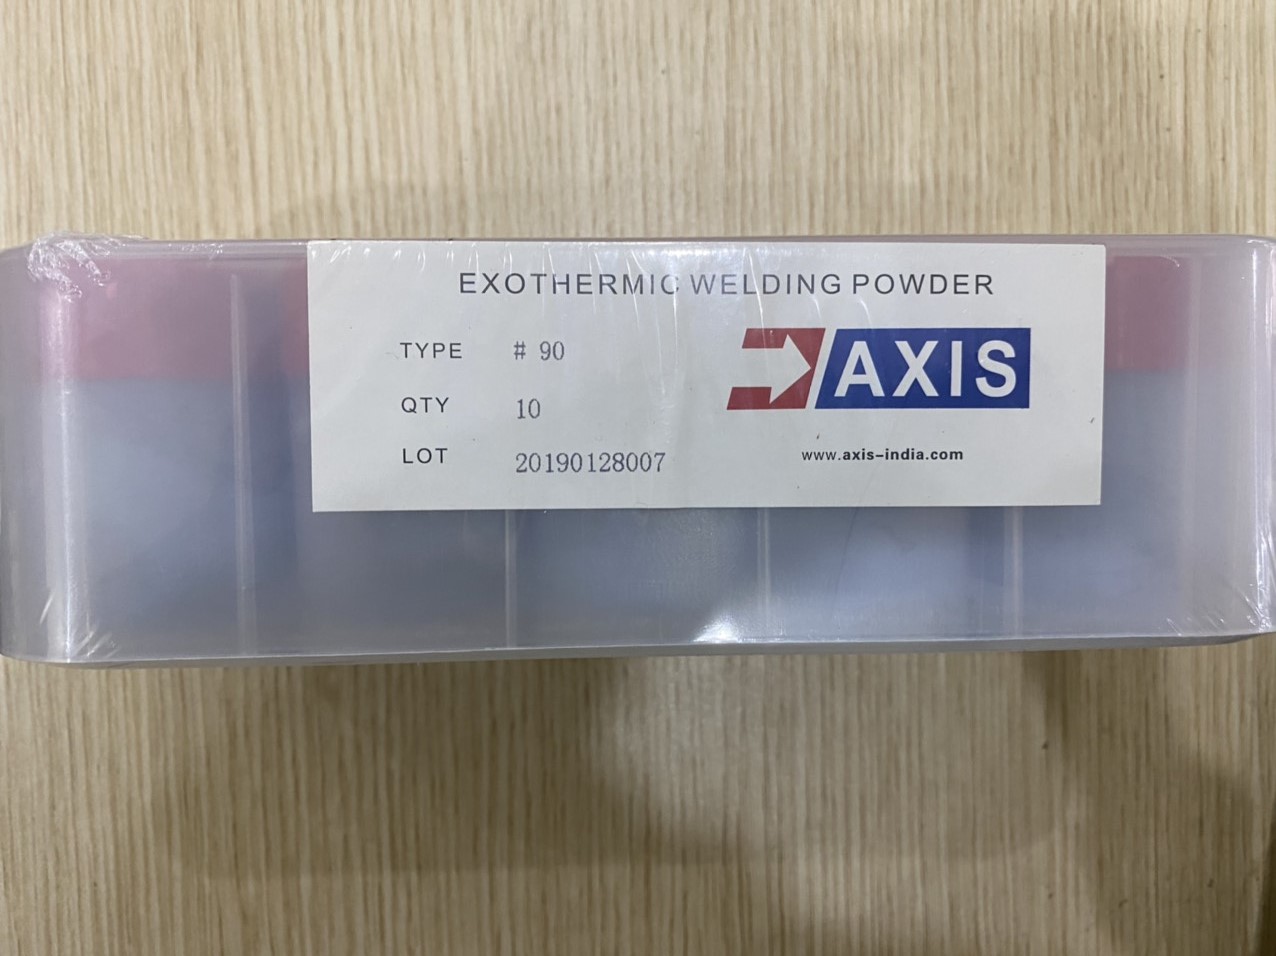 EXOTHERMIC WELDING POWDER
TYPE # 90
QTY 10
LOT 20190128007
AXIS
www.axis-india.com